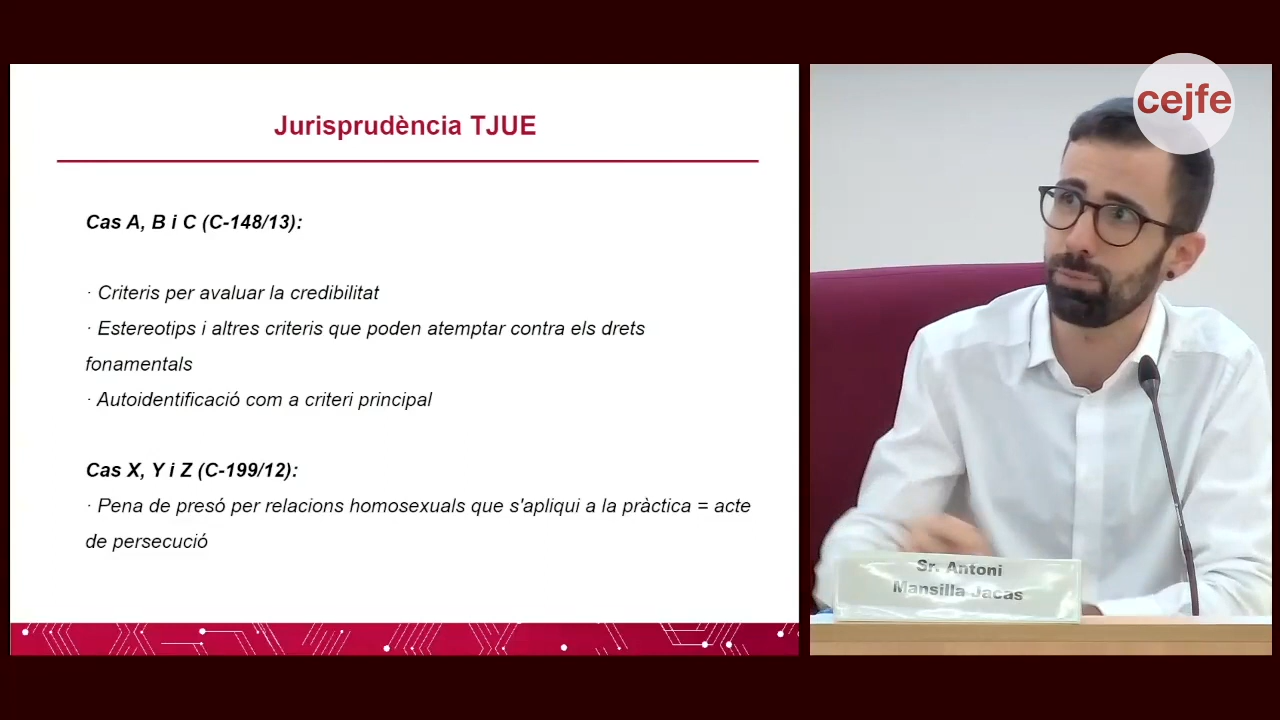 Jurisprudència TJUE
Cas A, B i C (C-148/13):
· Criteris per avaluar la credibilitat
· Estereotips i altres criteris que poden atemptar contra els drets
fonamentals
· Autoidentificació com a criteri principal
Cas X, Y i Z (C-199/12):
· Pena de presó per relacions homosexuals que s'apliqui a la pràctica = acte
de persecució
cejfe
Sr. Antoni
Mansilla Jacas